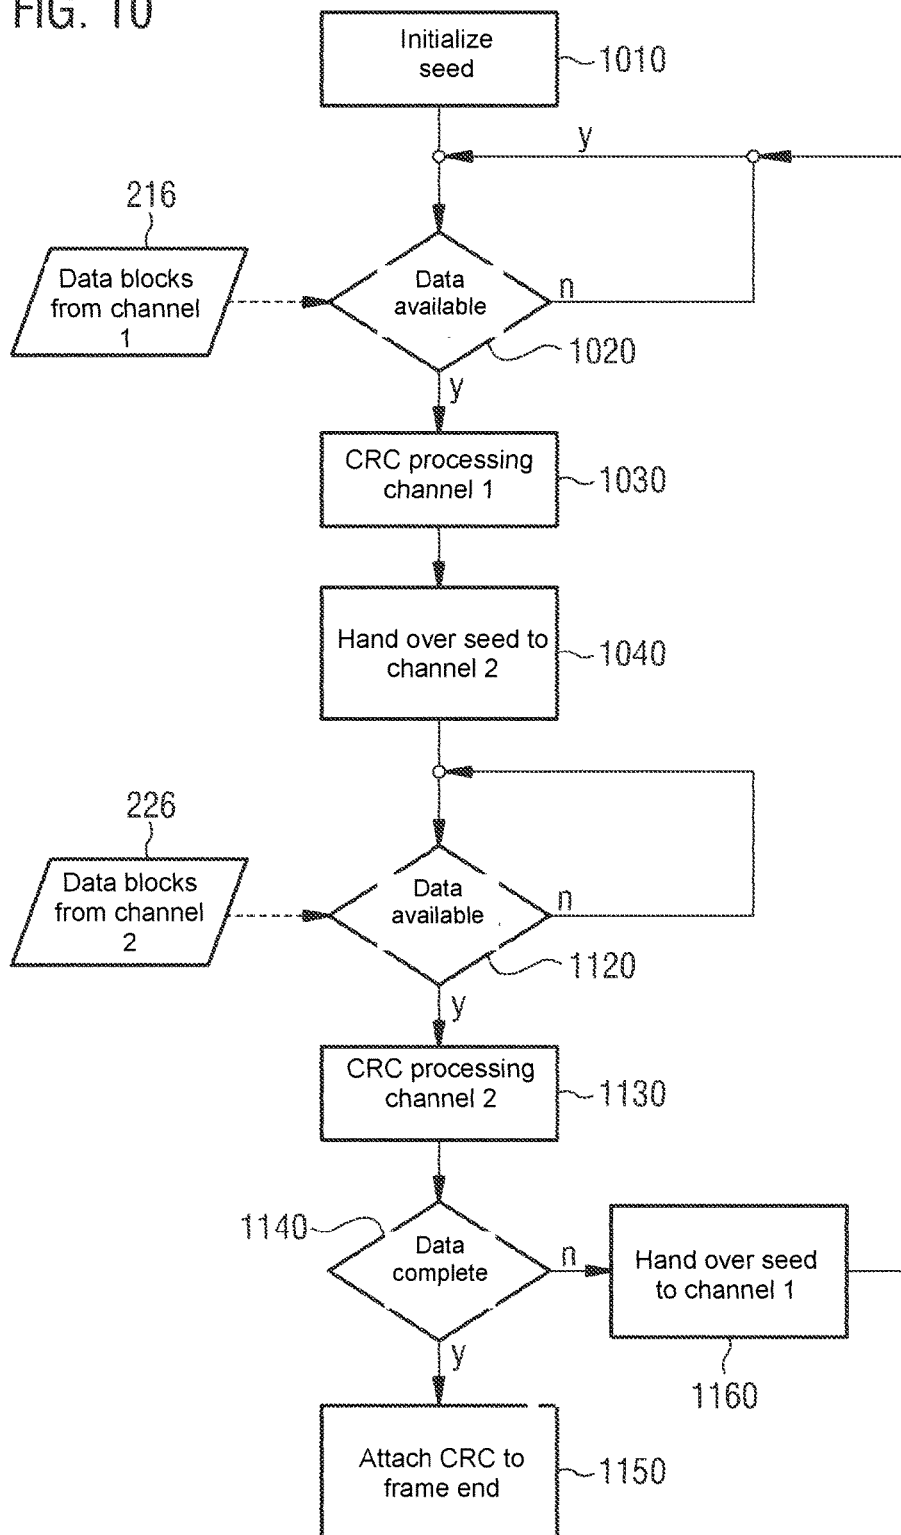 FIG. 10
Initialize
seed
1010
y
216
Data blocks
from channel
1
Data
available
n
1020
y
CRC processing
channel 1
1030
Hand over seed to
channel 2
1040
226
Data blocks
from channel
2
Data
available
n
1120
y
CRC processing
channel 2
1130
1140
Data
complete
n
Hand over seed
to channel 1
1160
y
Attach CRC to
frame end
1150